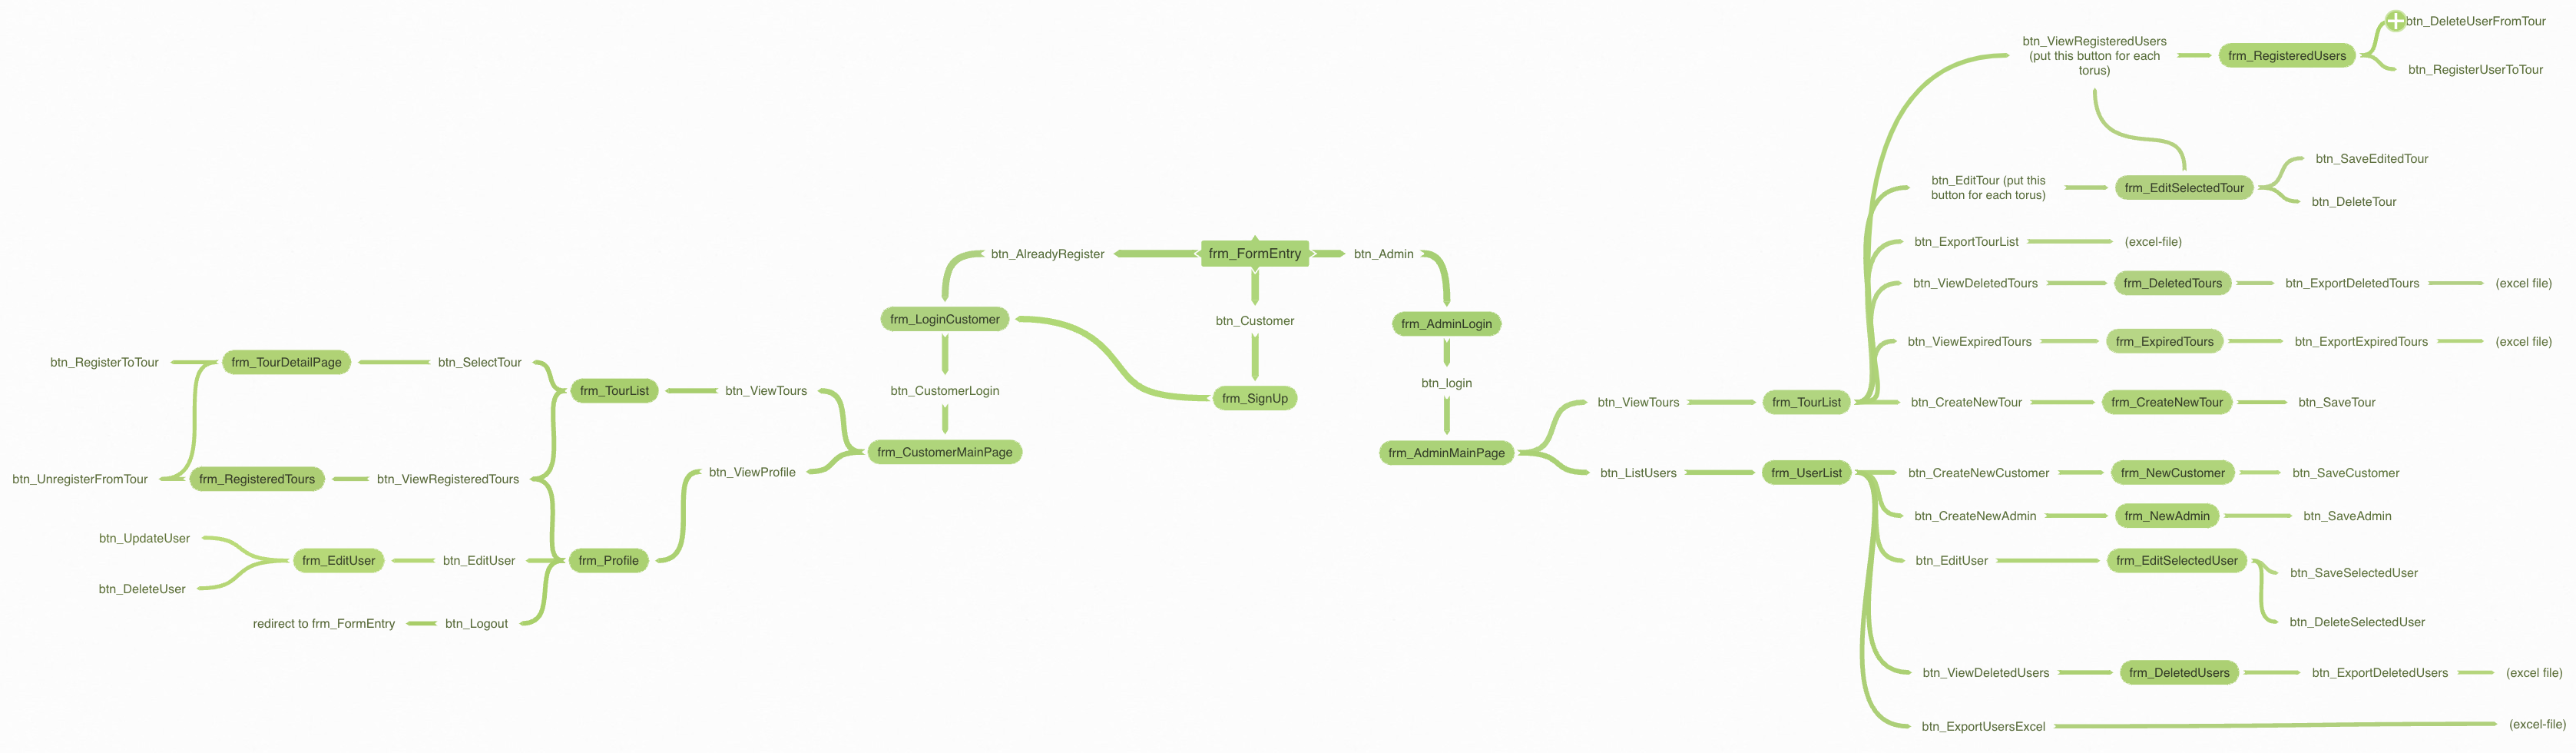 btn_DeleteUserFromTour
btn_ViewRegisteredUsers
(put this button for each
torus)
frm_RegisteredUsers
btn_RegisterUserToTour
btn_SaveEditedTour
btn_EditTour (put this
button for each torus)
frm_EditSelectedTour
btn_DeleteTour
btn_ExportTourList
(excel-file)
btn_AlreadyRegister
frm_FormEntry
btn_Admin
btn_ViewDeletedTours
frm_DeletedTours
btn_ExportDeletedTours
(excel file)
frm_LoginCustomer
btn_Customer
frm_AdminLogin
btn_ViewExpiredTours
frm_ExpiredTours
btn_ExportExpiredTours
(excel file)
btn_RegisterToTour
frm_TourDetailPage
btn_SelectTour
frm_TourList
btn_ViewTours
btn_CustomerLogin
frm_SignUp
btn_login
btn_ViewTours
frm_TourList
btn_CreateNewTour
frm_CreateNewTour
btn_SaveTour
frm_CustomerMainPage
frm_AdminMainPage
btn_UnregisterFromTour
frm_RegisteredTours
btn_ViewRegisteredTours
btn_ViewProfile
btn_ListUsers
frm_UserList
btn_CreateNewCustomer
frm_NewCustomer
btn_SaveCustomer
btn_CreateNewAdmin
frm_NewAdmin
btn_SaveAdmin
btn_UpdateUser
frm_EditUser
btn_EditUser
frm_Profile
btn_EditUser
frm_EditSelectedUser
btn_SaveSelectedUser
btn_DeleteUser
redirect to frm_FormEntry
btn_Logout
btn_DeleteSelectedUser
btn_ViewDeletedUsers
frm_DeletedUsers
btn_ExportDeletedUsers
(excel file)
btn_ExportUsersExcel
(excel-file)